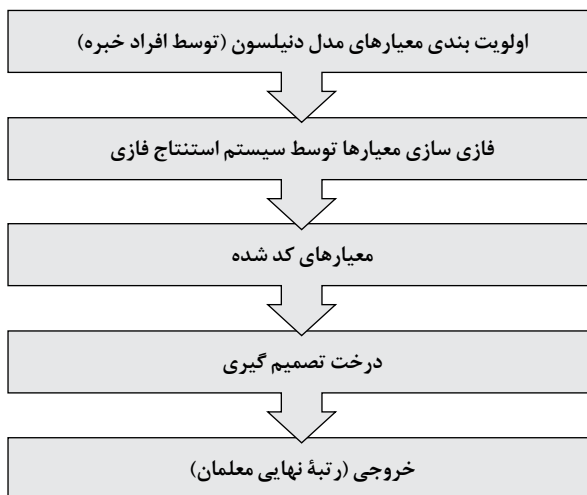 اولویت بندی معیارهای مدل دنیلسون (توسط افراد خبره)
فازی سازی معیارها توسط سیستم استنتاج فازی
معیارهای کد شده
درخت تصمیم گیری
خروجی (رتبهٔ نهایی معلمان)